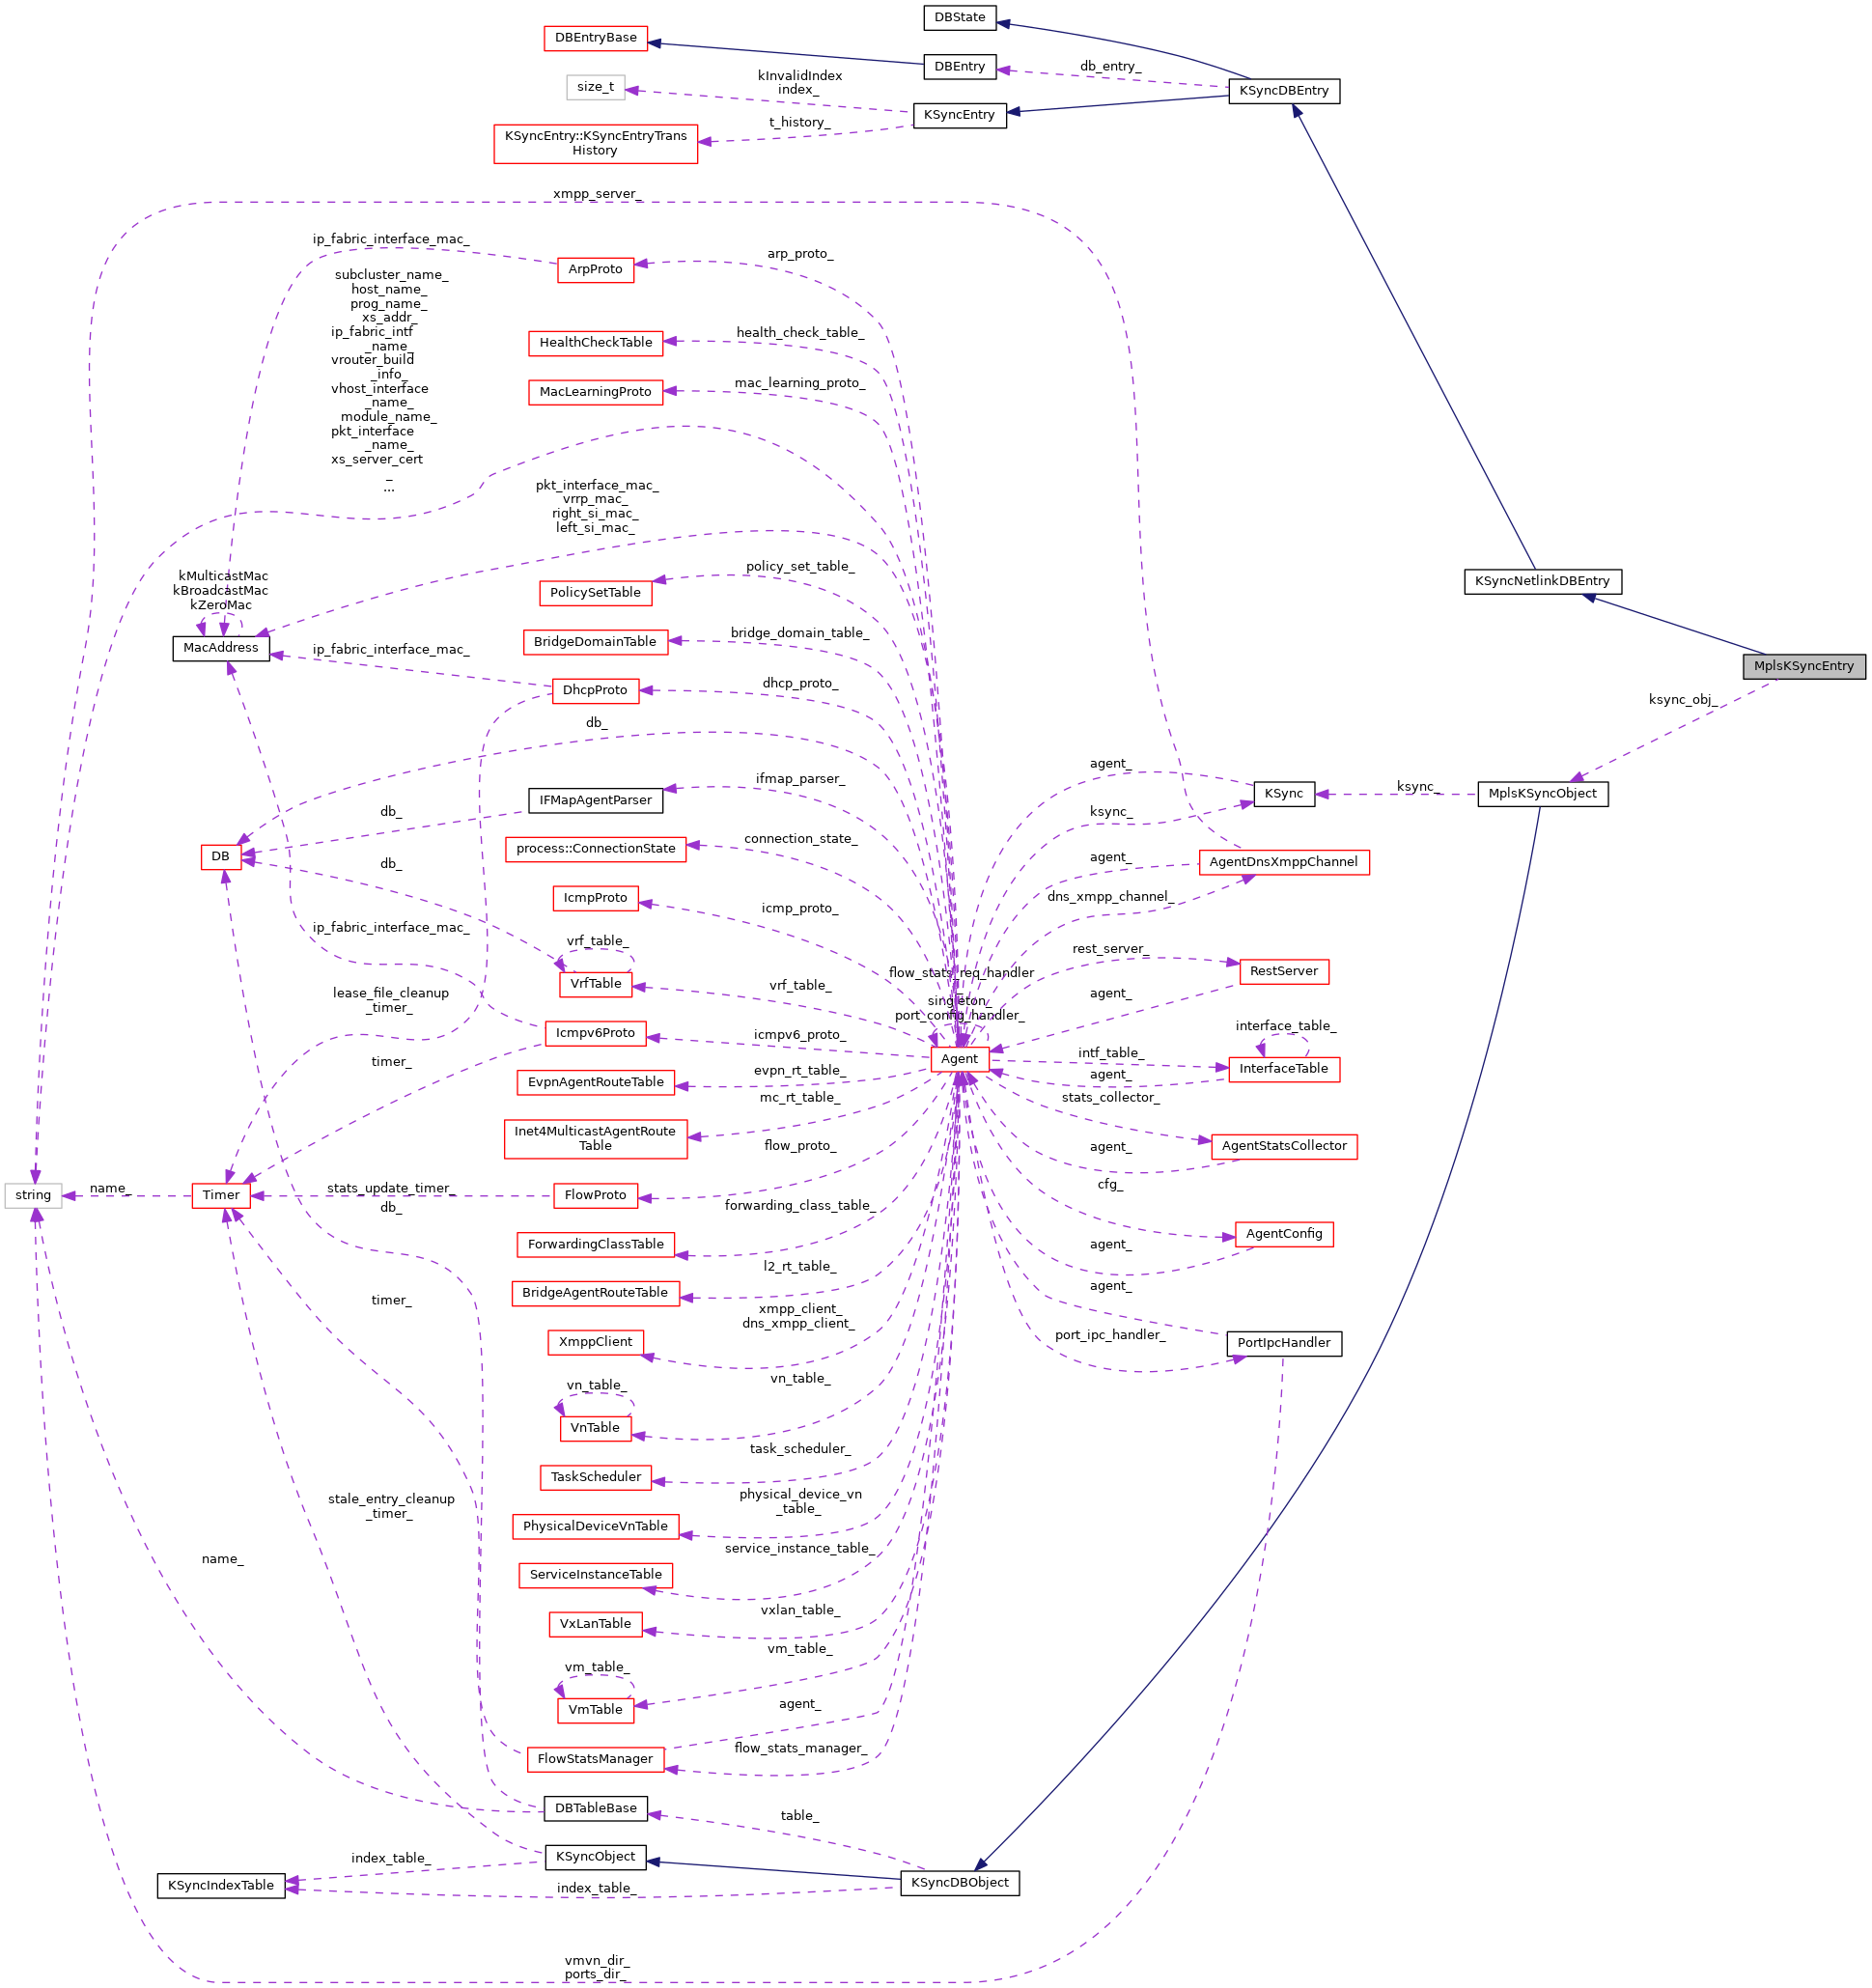 DBState
DBEntryBase
DBEntry
db_entry_
kInvalidIndex
index_
size_t
KSyncDBEntry
KSyncEntry
t_history_
KSyncEntry::KSyncEntryTrans
History
xmpp_server_
ip_fabric_interface_mac_
arp_proto_
ArpProto
subcluster_name_
host_name_
prog_name_
xs_addr_
ip_fabric_intf
_name_
vrouter_build
_info_
vhost_interface
_name_
module_name_
pkt_interface
_name_
xs_server_cert
_
...
health_check_table_
HealthCheckTable
mac_learning_proto_
MacLearningProto
pkt_interface_mac_
vrrp_mac_
right_si_mac_
left_si_mac_
policy_set_table_
PolicySetTable
kMulticastMac
kBroadcastMac
kZeroMac
MacAddress
KSyncNetlinkDBEntry
bridge_domain_table_
BridgeDomainTable
ip_fabric_interface_mac_
MplsKSyncEntry
dhcp_proto_
DhcpProto
ksync_obj_
db_
ifmap_parser_
IFMapAgentParser
agent_
KSync
ksync_
MplsKSyncObject
db_
ksync_
connection_state_
process::ConnectionState
DB
db_
agent_
AgentDnsXmppChannel
icmp_proto_
IcmpProto
dns_xmpp_channel_
ip_fabric_interface_mac_
vrf_table_
VrfTable
vrf_table_
rest_server_
RestServer
flow_stats_req_handler
_
singleton_
port_config_handler_
agent_
lease_file_cleanup
_timer_
Icmpv6Proto
icmpv6_proto_
interface_table_
Agent
intf_table_
InterfaceTable
agent_
timer_
evpn_rt_table_
EvpnAgentRouteTable
mc_rt_table_
stats_collector_
Inet4MulticastAgentRoute
Table
flow_proto_
agent_
AgentStatsCollector
string
name_
Timer
stats_update_timer_
FlowProto
cfg_
db_
forwarding_class_table_
ForwardingClassTable
agent_
AgentConfig
l2_rt_table_
BridgeAgentRouteTable
agent_
timer_
xmpp_client_
dns_xmpp_client_
XmppClient
port_ipc_handler_
PortIpcHandler
vn_table_
vn_table_
VnTable
task_scheduler_
TaskScheduler
stale_entry_cleanup
_timer_
physical_device_vn
_table_
PhysicalDeviceVnTable
name_
service_instance_table_
ServiceInstanceTable
vxlan_table_
VxLanTable
vm_table_
vm_table_
VmTable
agent_
flow_stats_manager_
FlowStatsManager
DBTableBase
table_
KSyncObject
index_table_
KSyncIndexTable
index_table_
KSyncDBObject
vmvn_dir_
ports_dir_